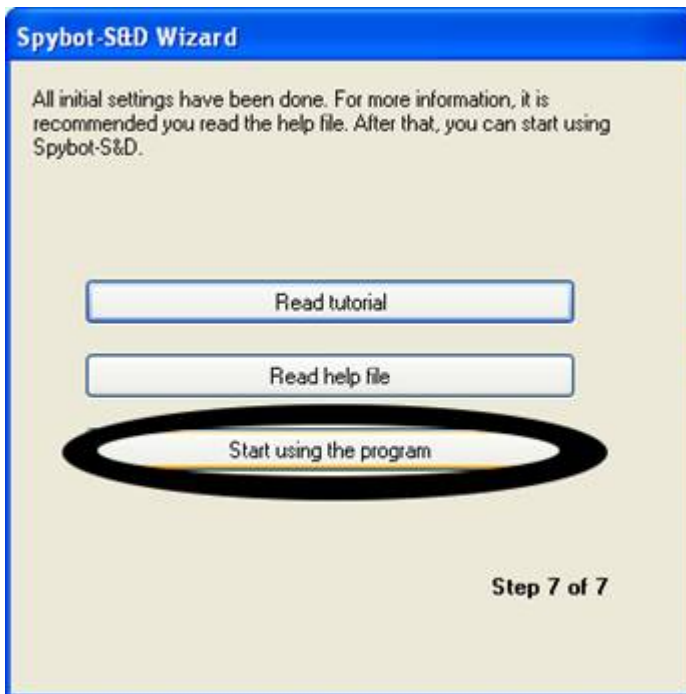 Spybot-S&D Wizard
All initial settings have been done. For more information, it is
recommended you read the help file. After that, you can start using
Spybot-S&D.
Read tutorial
Read help file
Start using the program
Step 7 of 7